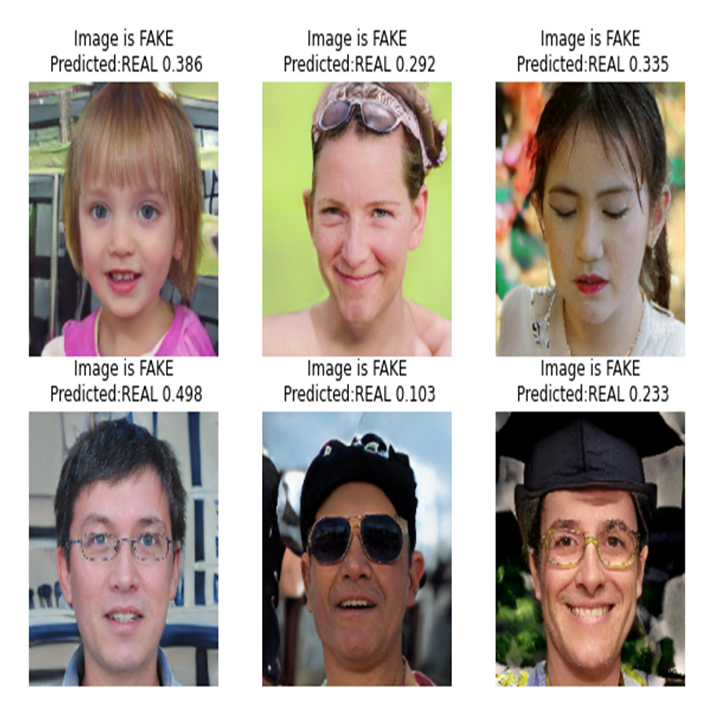 Image is FAKE
Predicted:REAL 0.386
Image is FAKE
Predicted:REAL 0.292
Image is FAKE
Predicted:REAL 0.335
Image is FAKE
Predicted:REAL 0.498
Image is FAKE
Predicted:REAL 0.103
Image is FAKE
Predicted:REAL 0.233